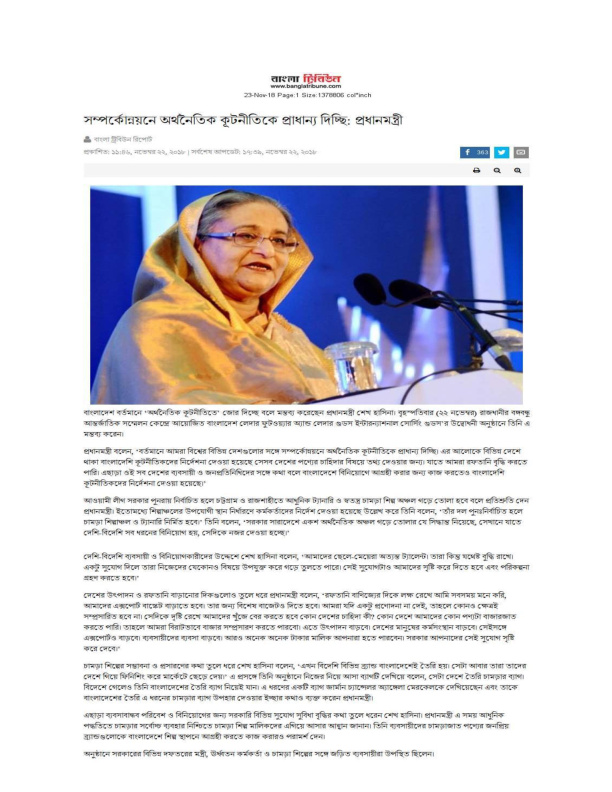 বাংলা ট্রিবিউন
www.banglatribune.com
23-Nov-18 Page:1 Size:1378806 col*inch
সম্পর্কোন্নয়নে অর্থনৈতিক কূটনীতিকে প্রাধান্য দিচ্ছি: প্রধানমন্ত্রী
বাংলা ট্রিবিউন রিপোর্ট
প্রকাশিত: ১১:৪৬, নভেম্বর ২২, ২০১৮ | সর্বশেষ আপডেট: ১৭:৩৯, নভেম্বর ২২, ২০১৮
363
বাংলাদেশ বর্তমানে ‘অর্থনৈতিক কূটনীতিতে’ জোর দিচ্ছে বলে মন্তব্য করেছেন প্রধানমন্ত্রী শেখ হাসিনা। বৃহস্পতিবার (২২ নভেম্বর) রাজধানীর বঙ্গবন্ধু
আন্তর্জাতিক সম্মেলন কেন্দ্রে আয়োজিত বাংলাদেশ লেদার ফুটওয়্যার অ্যান্ড লেদার গুডস ইন্টারন্যাশনাল সোর্সিং গুডস’র উদ্বোধনী অনুষ্ঠানে তিনি এ
মন্তব্য করেন।
প্রধানমন্ত্রী বলেন, ‘বর্তমানে আমরা বিশ্বের বিভিন্ন দেশগুলোর সঙ্গে সম্পর্কোন্নয়নে অর্থনৈতিক কূটনীতিকে প্রাধান্য দিচ্ছি। এর আলোকে বিভিন্ন দেশে
থাকা বাংলাদেশি কূটনীতিকদের নির্দেশনা দেওয়া হয়েছে সেসব দেশের পণ্যের চাহিদার বিষয়ে তথ্য দেওয়ার জন্য। যাতে আমরা রফতানি বৃদ্ধি করতে
পারি। এছাড়া ওই সব দেশের ব্যবসায়ী ও জনপ্রতিনিধিদের সঙ্গে কথা বলে বাংলাদেশে বিনিয়োগে আগ্রহী করার জন্য কাজ করতেও বাংলাদেশি
কূটনীতিকদের নির্দেশনা দেওয়া হয়েছে।’
আওয়ামী লীগ সরকার পুনরায় নির্বাচিত হলে চট্টগ্রাম ও রাজশাহীতে আধুনিক ট্যানারি ও স্বতন্ত্র চামড়া শিল্প অঞ্চল গড়ে তোলা হবে বলে প্রতিশ্রুতি দেন
প্রধানমন্ত্রী। ইতোমধ্যে শিল্পাঞ্চলের উপযোগী স্থান নির্ধারণে কর্মকর্তাদের নির্দেশ দেওয়া হয়েছে উল্লেখ করে তিনি বলেন, ‘তাঁর দল পুনঃনির্বাচিত হলে
চামড়া শিল্পাঞ্চল ও ট্যানারি নির্মিত হবে।’ তিনি বলেন, ‘সরকার সারাদেশে একশ অর্থনৈতিক অঞ্চল গড়ে তোলার যে সিদ্ধান্ত নিয়েছে, সেখানে যাতে
দেশি-বিদেশি সব ধরনের বিনিয়োগ হয়, সেদিকে নজর দেওয়া হচ্ছে।’
দেশি-বিদেশি ব্যবসায়ী ও বিনিয়োগকারীদের উদ্দেশে শেখ হাসিনা বলেন, ‘আমাদের ছেলে-মেয়েরা অত্যন্ত ট্যালেন্ট। তারা কিন্তু যথেষ্ট বুদ্ধি রাখে।
একটু সুযোগ দিলে তারা নিজেদের যেকোনও বিষয়ে উপযুক্ত করে গড়ে তুলতে পারে। সেই সুযোগটাও আমাদের সৃষ্টি করে দিতে হবে এবং পরিকল্পনা
গ্রহণ করতে হবে।’
দেশের উৎপাদন ও রফতানি বাড়ানোর দিকগুলোও তুলে ধরে প্রধানমন্ত্রী বলেন, ‘রফতানি বাণিজ্যের দিকে লক্ষ রেখে আমি সবসময় মনে করি,
আমাদের এক্সপোর্ট বাস্কেট বাড়াতে হবে। তার জন্য বিশেষ বাজেটও দিতে হবে। আমরা যদি একটু প্রণোদনা না দেই, তাহলে কোনও ক্ষেত্রই
সম্প্রসারিত হবে না। সেদিকে দৃষ্টি রেখে আমাদের খুঁজে বের করতে হবে কোন দেশের চাহিদা কী? কোন দেশে আমাদের কোন পণ্যটা বাজারজাত
করতে পারি। তাহলে আমরা বিরাটভাবে বাজার সম্প্রসারণ করতে পারবো। এতে উৎপাদন বাড়বে। দেশের মানুষের কর্মসংস্থান বাড়বে। সেইসঙ্গে
এক্সপোর্টও বাড়বে। ব্যবসায়ীদের ব্যবসা বাড়বে। আরও অনেক অনেক টাকার মালিক আপনারা হতে পারবেন। সরকার আপনাদের সেই সুযোগ সৃষ্টি
করে দেবে।’
চামড়া শিল্পের সম্ভাবনা ও প্রসারণের কথা তুলে ধরে শেখ হাসিনা বলেন, ‘এখন বিদেশি বিভিন্ন ব্র্যান্ড বাংলাদেশেই তৈরি হয়। সেটা আবার তারা তাদের
দেশে গিয়ে ফিনিশিং করে মার্কেটে ছেড়ে দেয়।’ এ প্রসঙ্গে তিনি অনুষ্ঠানে নিজের নিয়ে আসা ব্যাগটি দেখিয়ে বলেন, সেটা দেশে তৈরি চামড়ার ব্যাগ।
বিদেশে গেলেও তিনি বাংলাদেশের তৈরি ব্যাগ নিয়েই যান। এ ধরনের একটি ব্যাগ জার্মান চ্যান্সেলর অ্যাঙ্গেলা মেরকেলকে দেখিয়েছেন এবং তাকে
বাংলাদেশের তৈরি এ ধরনের চামড়ার ব্যাগ উপহার দেওয়ার ইচ্ছার কথাও ব্যক্ত করেন প্রধানমন্ত্রী।
এছাড়া ব্যবসাবান্ধব পরিবেশ ও বিনিয়োগের জন্য সরকারি বিভিন্ন সুযোগ সুবিধা বৃদ্ধির কথা তুলে ধরেন শেখ হাসিনা। প্রধানমন্ত্রী এ সময় আধুনিক
পদ্ধতিতে চামড়ার সর্বোচ্চ ব্যবহার নিশ্চিতে চামড়া শিল্প মালিকদের এগিয়ে আসার আহ্বান জানান। তিনি ব্যবসায়ীদের চামড়াজাত পণ্যের জনপ্রিয়
ব্র্যান্ডগুলোকে বাংলাদেশে শিল্প স্থাপনে আগ্রহী করতে কাজ করারও পরামর্শ দেন।
অনুষ্ঠানে সরকারের বিভিন্ন দফতরের মন্ত্রী, ঊর্ধ্বতন কর্মকর্তা ও চামড়া শিল্পের সঙ্গে জড়িত ব্যবসায়ীরা উপস্থিত ছিলেন।